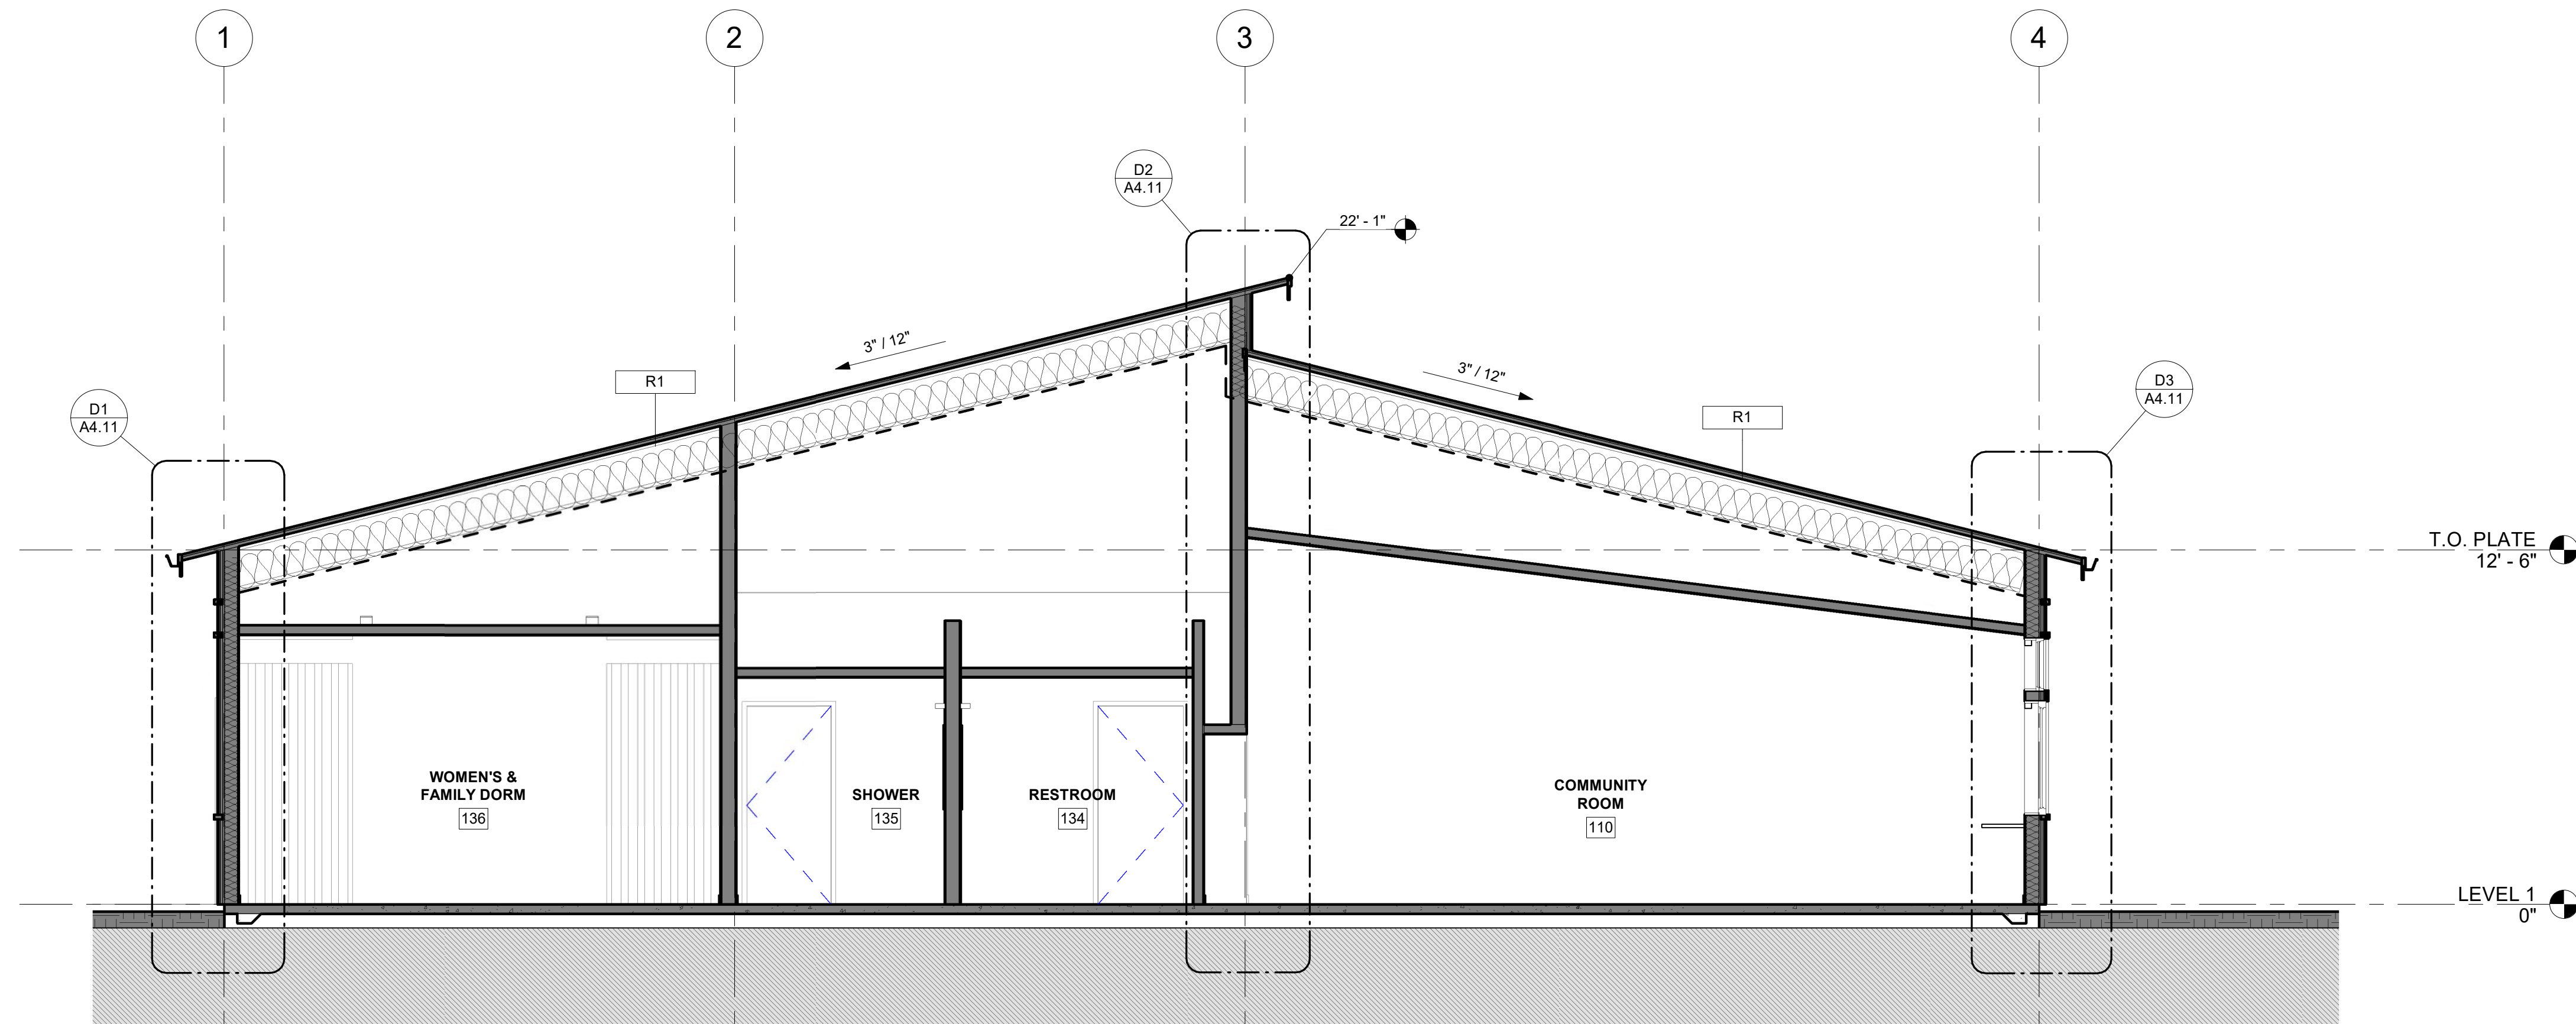 1
2
3
4
D2
A4.11
22' - 1"
3" / 12"
3" / 12"
R1
R1
D1
A4.11
D3
A4.11
T.O. PLATE
12' - 6"
WOMEN'S &
FAMILY DORM
136
SHOWER
135
RESTROOM
134
COMMUNITY
ROOM
110
LEVEL 1
0"